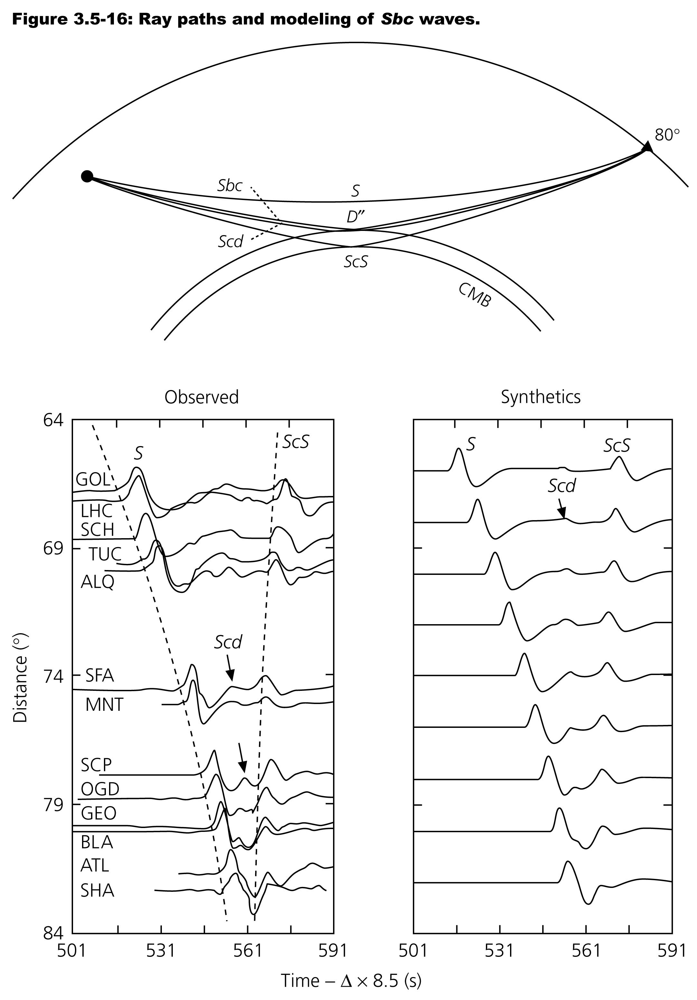 Figure 3.5-16: Ray paths and modeling of Sbc waves.
80°
Sbc
S
D″
Scd
ScS
CMB
Observed
Synthetics
64
69
74
79
84
Distance (°)
S
ScS
GOL
LHC
SCH
TUC
ALQ
Scd
SFA
MNT
SCP
OGD
GEO
BLA
ATL
SHA
S
ScS
Scd
501 531 561 591
501 531 561 591
Time – Δ × 8.5 (s)